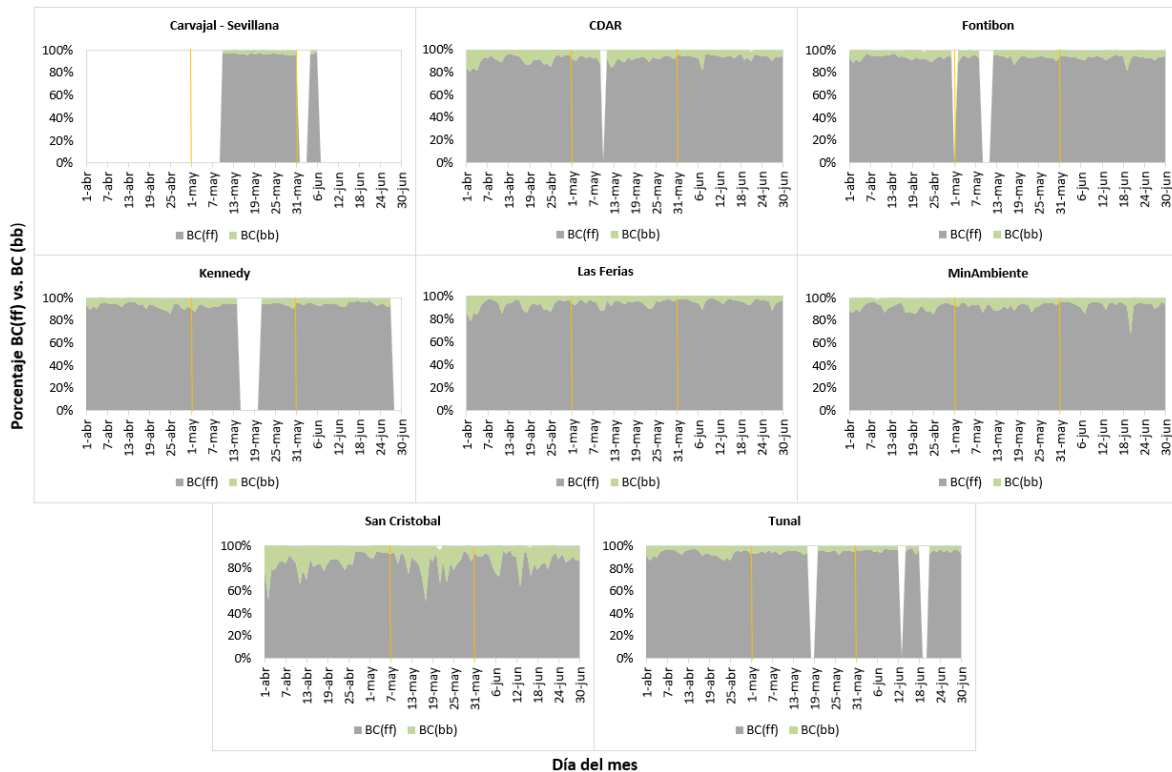 Porcentaje BC(ff) vs. BC (bb)
Carvajal - Sevillana
100%
80%
60%
40%
20%
0%
1-abr 7-abr 13-abr 19-abr 25-abr 1-may 7-may 13-may 19-may 25-may 31-may 6-jun 12-jun 18-jun 24-jun 30-jun
BC(ff) BC(bb)
CDAR
100%
80%
60%
40%
20%
0%
1-abr 7-abr 13-abr 19-abr 25-abr 1-may 7-may 13-may 19-may 25-may 31-may 6-jun 12-jun 18-jun 24-jun 30-jun
BC(ff) BC(bb)
Fontibon
100%
80%
60%
40%
20%
0%
1-abr 7-abr 13-abr 19-abr 25-abr 1-may 7-may 13-may 19-may 25-may 31-may 6-jun 12-jun 18-jun 24-jun 30-jun
BC(ff) BC(bb)
Kennedy
100%
80%
60%
40%
20%
0%
1-abr 7-abr 13-abr 19-abr 25-abr 1-may 7-may 13-may 19-may 25-may 31-may 6-jun 12-jun 18-jun 24-jun 30-jun
BC(ff) BC(bb)
Las Ferias
100%
80%
60%
40%
20%
0%
1-abr 7-abr 13-abr 19-abr 25-abr 1-may 7-may 13-may 19-may 25-may 31-may 6-jun 12-jun 18-jun 24-jun 30-jun
BC(ff) BC(bb)
MinAmbiente
100%
80%
60%
40%
20%
0%
1-abr 7-abr 13-abr 19-abr 25-abr 1-may 7-may 13-may 19-may 25-may 31-may 6-jun 12-jun 18-jun 24-jun 30-jun
BC(ff) BC(bb)
San Cristobal
100%
80%
60%
40%
20%
0%
1-abr 7-abr 13-abr 19-abr 25-abr 1-may 7-may 13-may 19-may 25-may 31-may 6-jun 12-jun 18-jun 24-jun 30-jun
BC(ff) BC(bb)
Tunal
100%
80%
60%
40%
20%
0%
1-abr 7-abr 13-abr 19-abr 25-abr 1-may 7-may 13-may 19-may 25-may 31-may 6-jun 12-jun 18-jun 24-jun 30-jun
BC(ff) BC(bb)
Día del mes